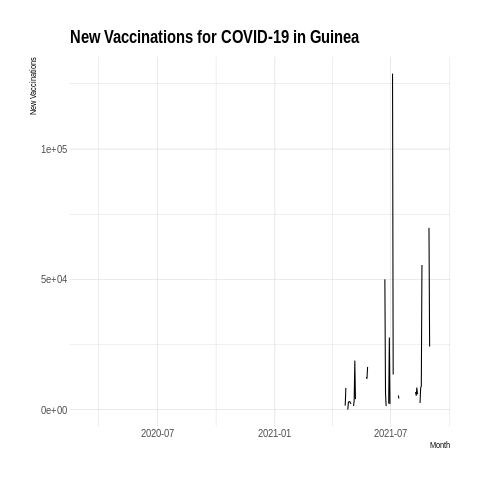 New Vaccinations for COVID-19 in Guinea
New Vaccinations
1e+05
5e+04
0e+00
2020-07
2021-01
2021-07
Month